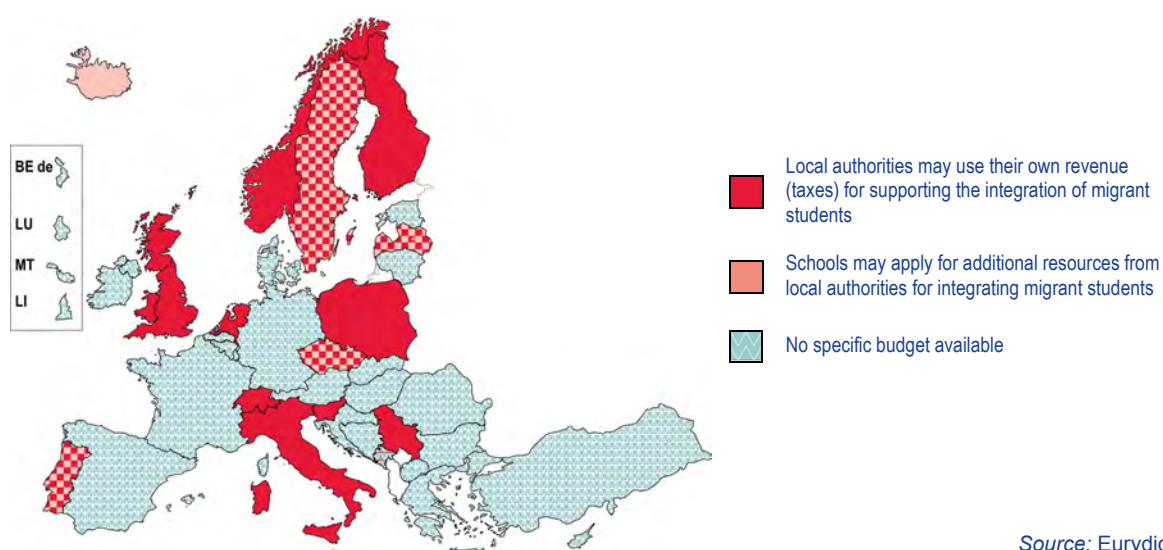 BE de
LU
MT
LI
Local authorities may use their own revenue
(taxes) for supporting the integration of migrant
students
Schools may apply for additional resources from
local authorities for integrating migrant students
No specific budget available
Source: Eurydic